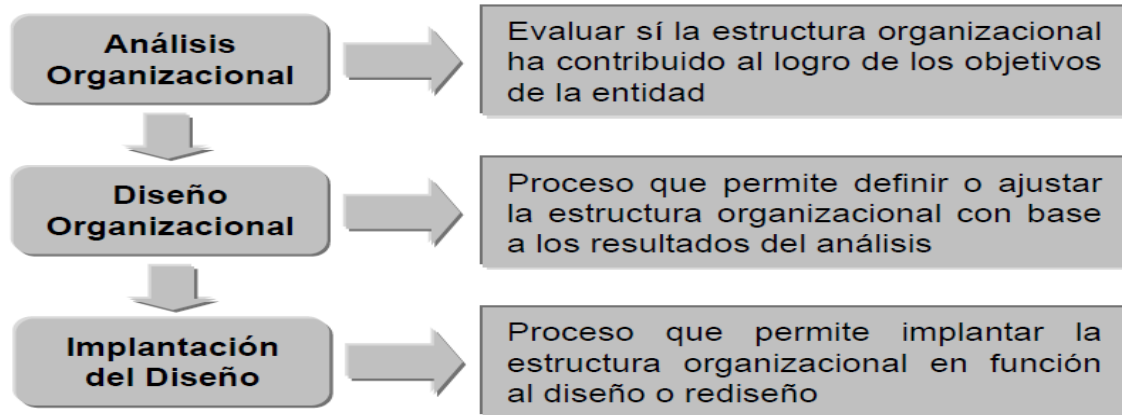 Análisis
Organizacional
Evaluar sí la estructura organizacional
ha contribuido al logro de los objetivos
de la entidad
Diseño
Organizacional
Proceso que permite definir o ajustar
la estructura organizacional con base
a los resultados del análisis
Implantación
del Diseño
Proceso que permite implantar la
estructura organizacional en función
al diseño o rediseño